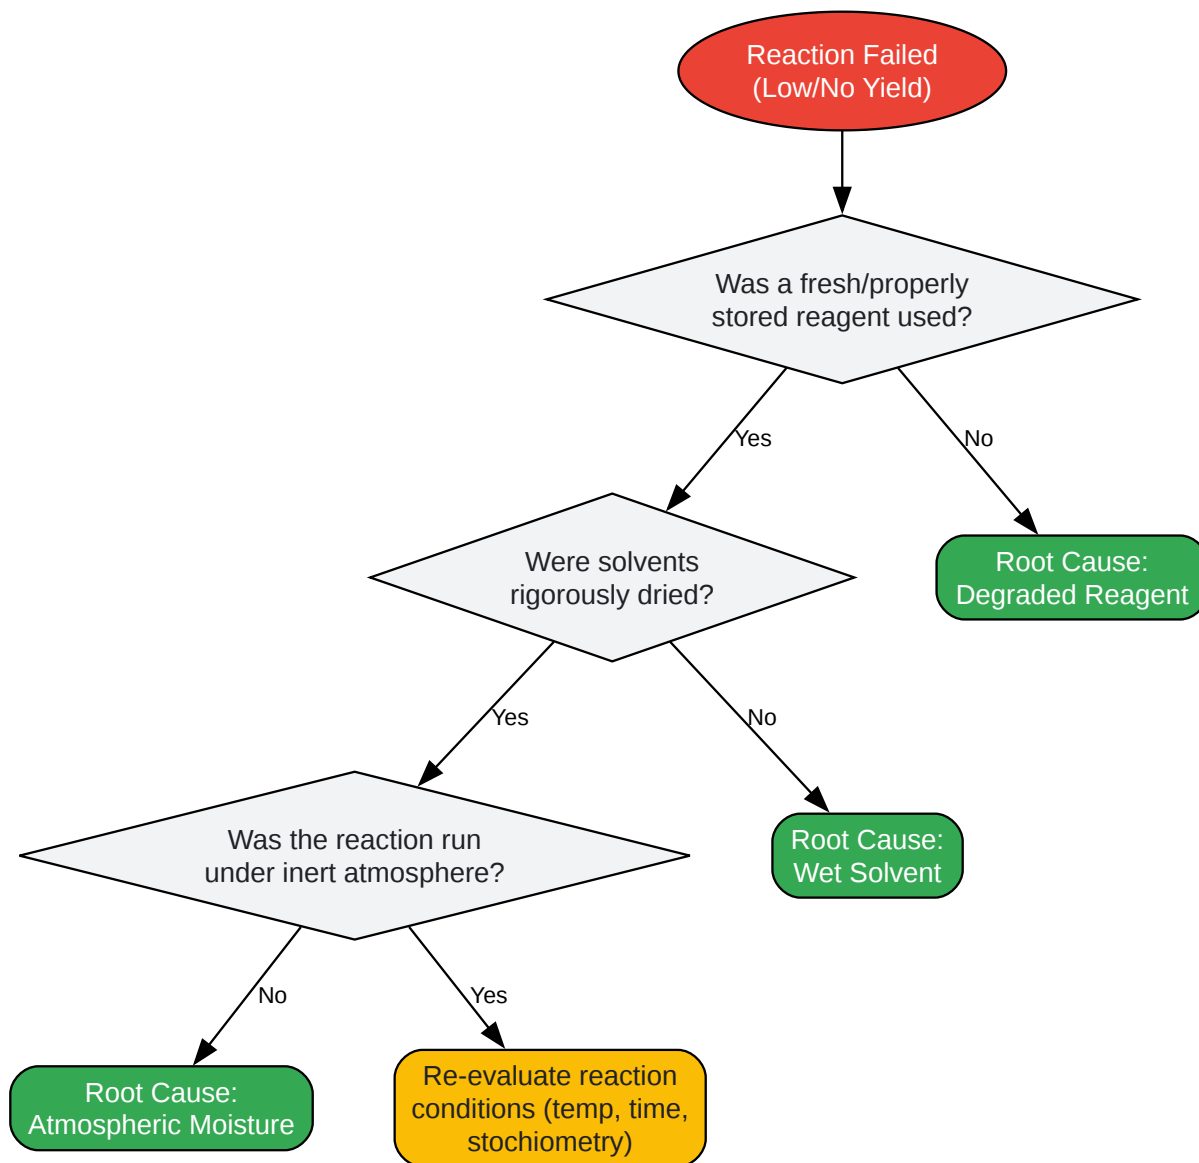 Reaction Failed
(Low/No Yield)
Was a fresh/properly
stored reagent used?
Yes
No
Were solvents
rigorously dried?
Root Cause:
Degraded Reagent
Yes
No
Was the reaction run
under inert atmosphere?
Root Cause:
Wet Solvent
No
Yes
Root Cause:
Atmospheric Moisture
Re-evaluate reaction
conditions (temp, time,
stochiometry)